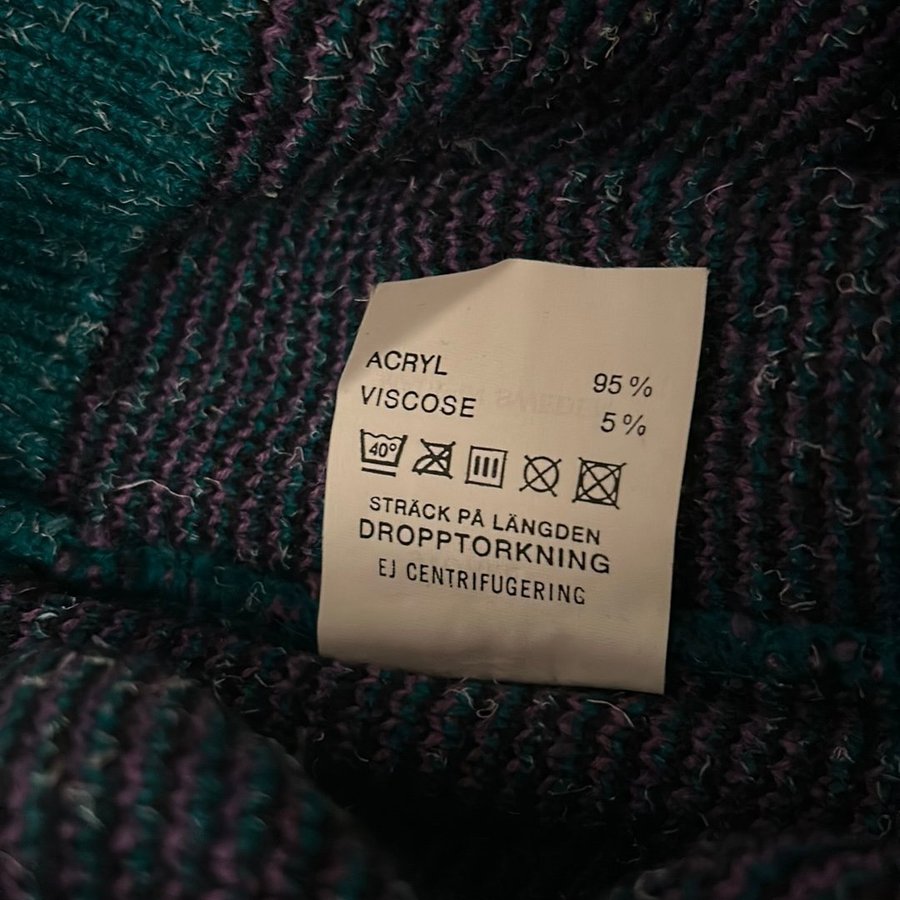 ACRYL 95 %
VISCOSE 5 %
40°
STRÄCK PÅ LÄNGDEN
DROPPTORKNING
EJ CENTRIFUGERING